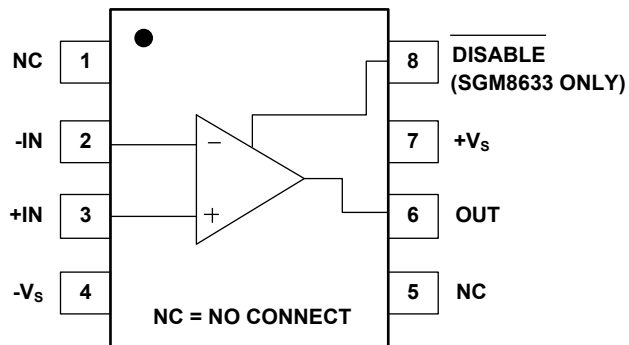 NC 1
8 DISABLE
(SGM8633 ONLY)
-IN 2 −
7 +VS
+IN 3 +
6 OUT
-VS 4
5 NC
NC = NO CONNECT